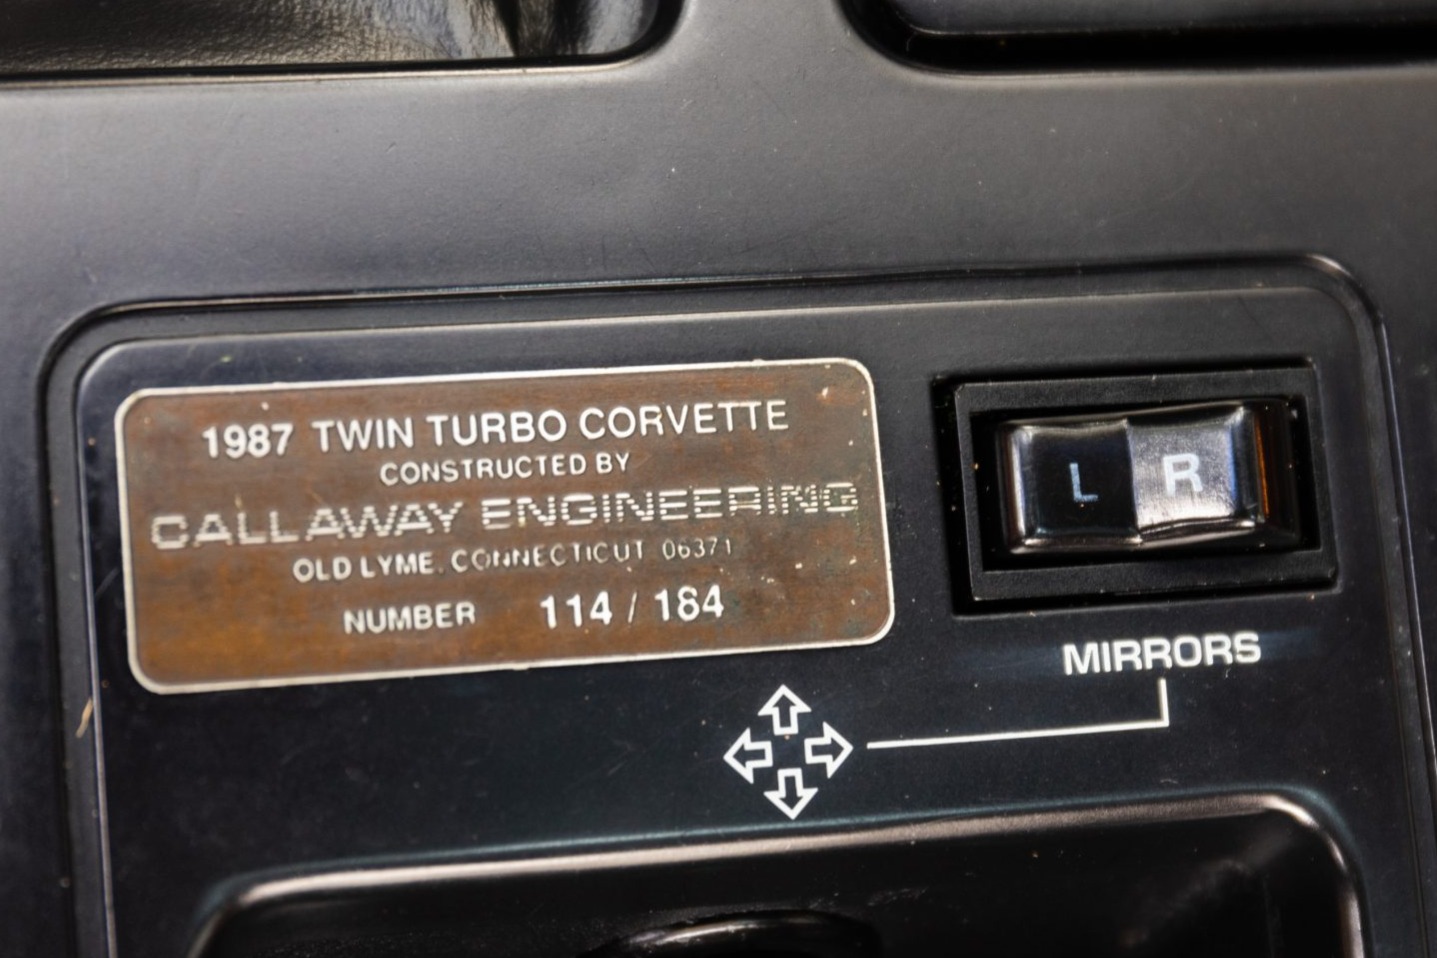 1987 TWIN TURBO CORVETTE
CONSTRUCTED BY
CALLAWAY ENGINEERING
OLD LYME, CONNECTICUT 06371
NUMBER 114 / 184
L R
MIRRORS